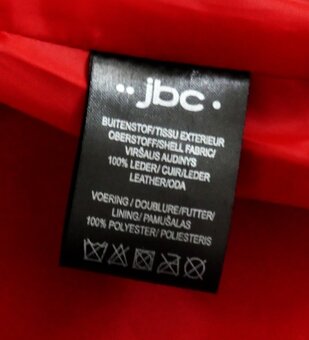 jbc
BUITENSTOF/TISSU EXTERIEUR
OBERSTOFF/SHELL FABRIC/
VIRŠAUS AUDINYS
100% LEDER/ CUIR/LEDER
LEATHER/ODA
VOERING / DOUBLURE/FUTTER/
LINING/ PAMUŠALAS
100% POLYESTER/ POLIESTERIS